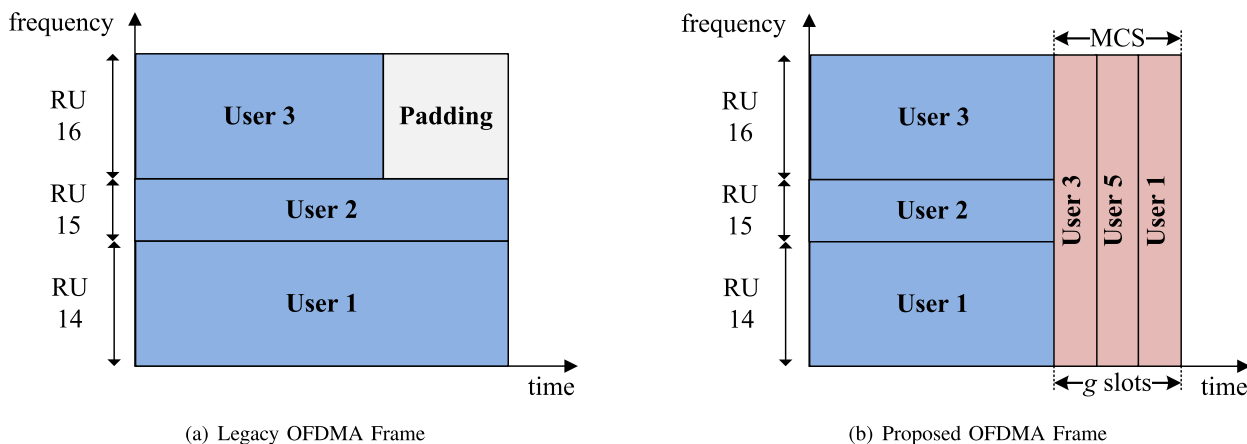 frequency
RU
16
User 3
Padding
RU
15
User 2
RU
14
User 1
time
(a) Legacy OFDMA Frame
frequency
MCS
RU
16
User 3
RU
15
User 2
RU
14
User 1
User 3
User 5
User 1
g slots
time
(b) Proposed OFDMA Frame